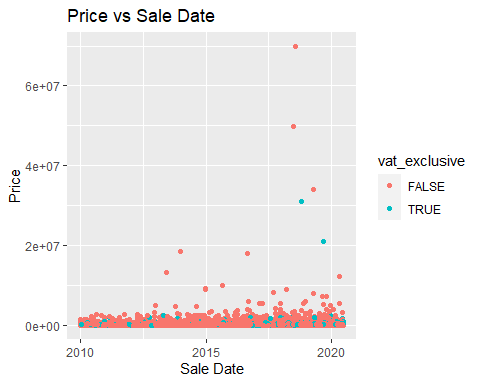 Price vs Sale Date
6e+07
4e+07
2e+07
0e+00
Price
2010
2015
2020
Sale Date
vat_exclusive
FALSE
TRUE